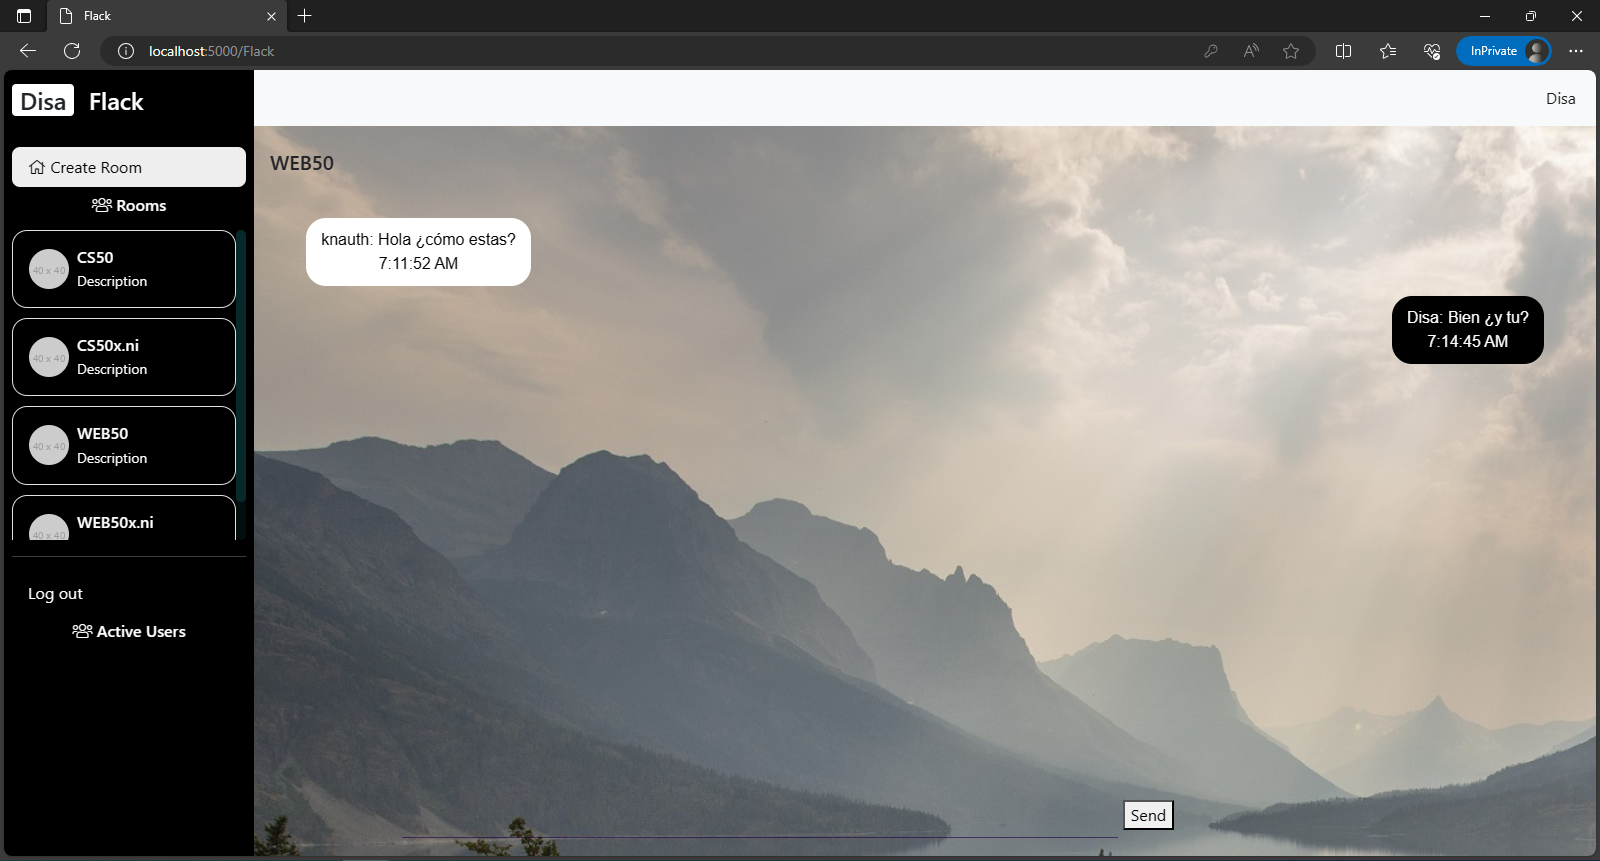 Flack
localhost:5000/Flack
InPrivate
Disa Flack
Disa
Create Room
Rooms
CS50
Description
40 x 40
CS50x.ni
Description
40 x 40
WEB50
Description
40 x 40
WEB50x.ni
40 x 40
Log out
Active Users
WEB50
knauth: Hola ¿cómo estas?
7:11:52 AM
Disa: Bien ¿y tu?
7:14:45 AM
Send